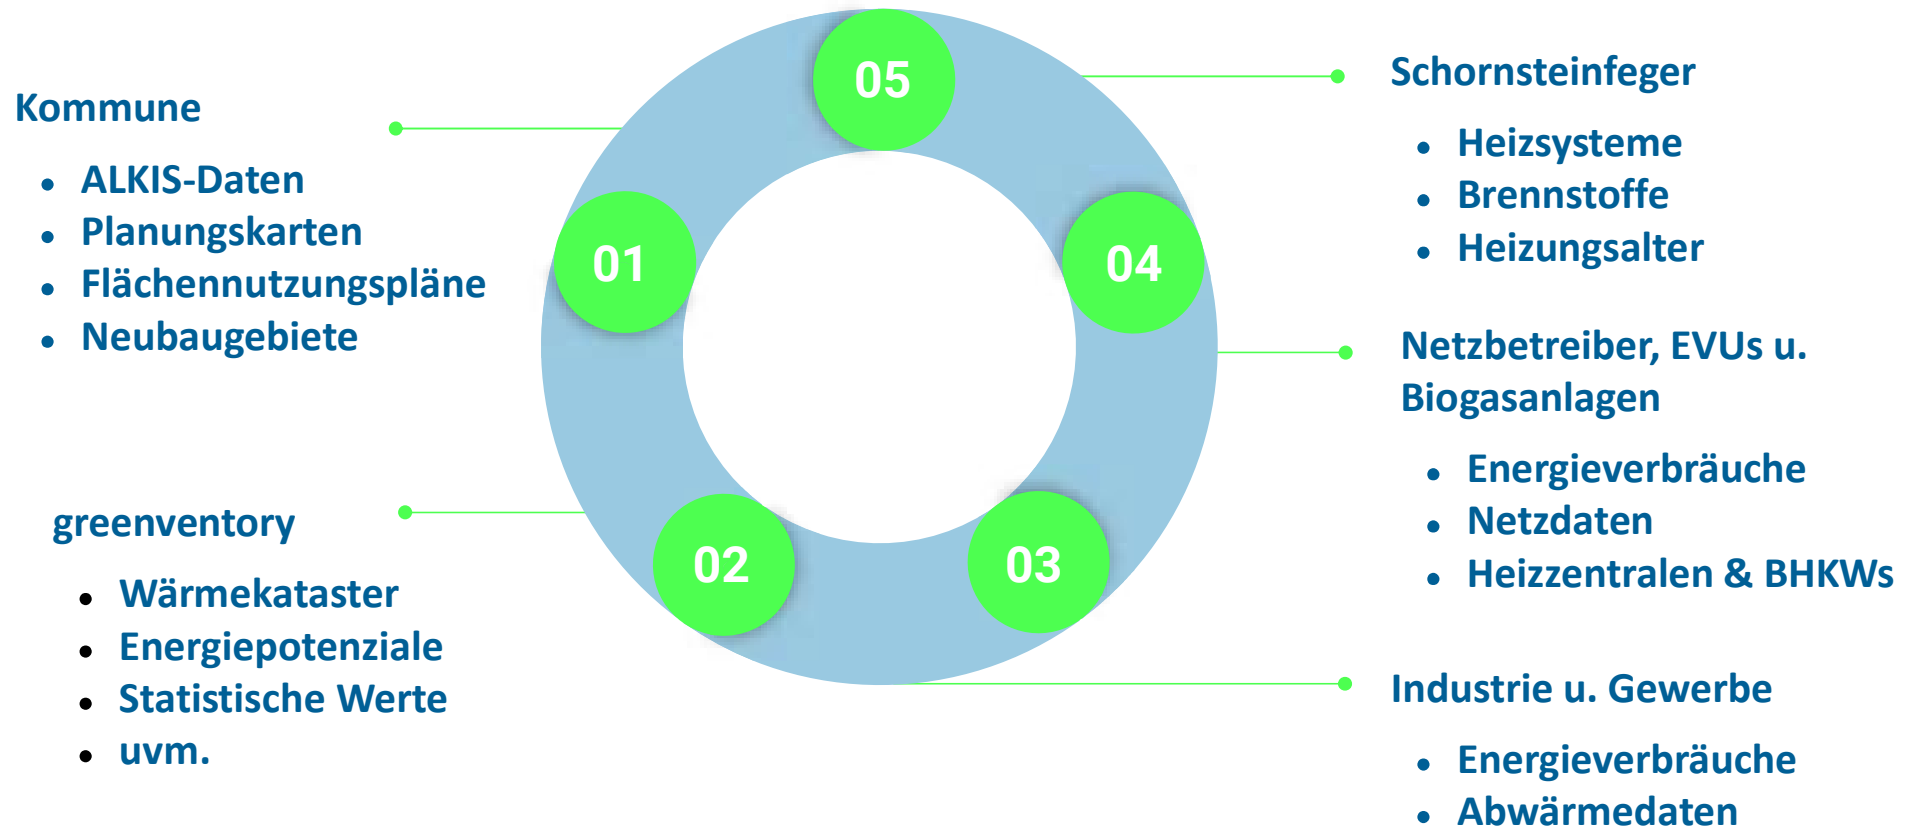 Kommune
ALKIS-Daten
Planungskarten
Flächennutzungspläne
Neubaugebiete
greenventory
Wärmekataster
Energiepotenziale
Statistische Werte
uvm.
05
01
04
02
03
Schornsteinfeger
Heizsysteme
Brennstoffe
Heizungsalter
Netzbetreiber, EVUs u.
Biogasanlagen
Energieverbräuche
Netzdaten
Heizzentralen & BHKWs
Industrie u. Gewerbe
Energieverbräuche
Abwärmedaten